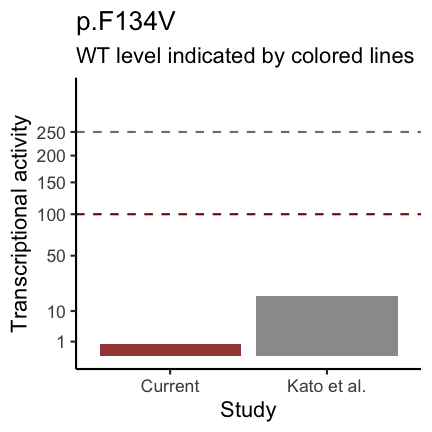 p.F134V
WT level indicated by colored lines
Transcriptional activity
250
200
150
100
50
10
1
Current
Kato et al.
Study